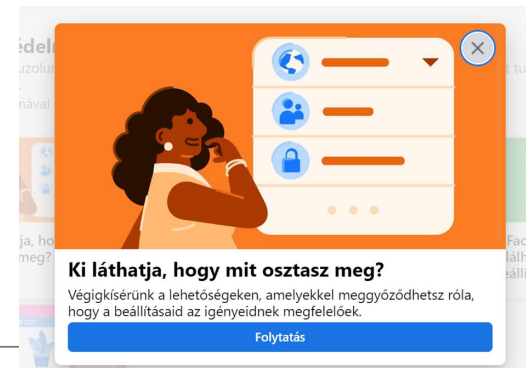 Ki láthatja, hogy mit osztasz meg?
Végigkísérünk a lehetőségeken, amelyekkel meggyőződhetsz róla,
hogy a beállításaid az igényeidnek megfelelőek.
Folytatás